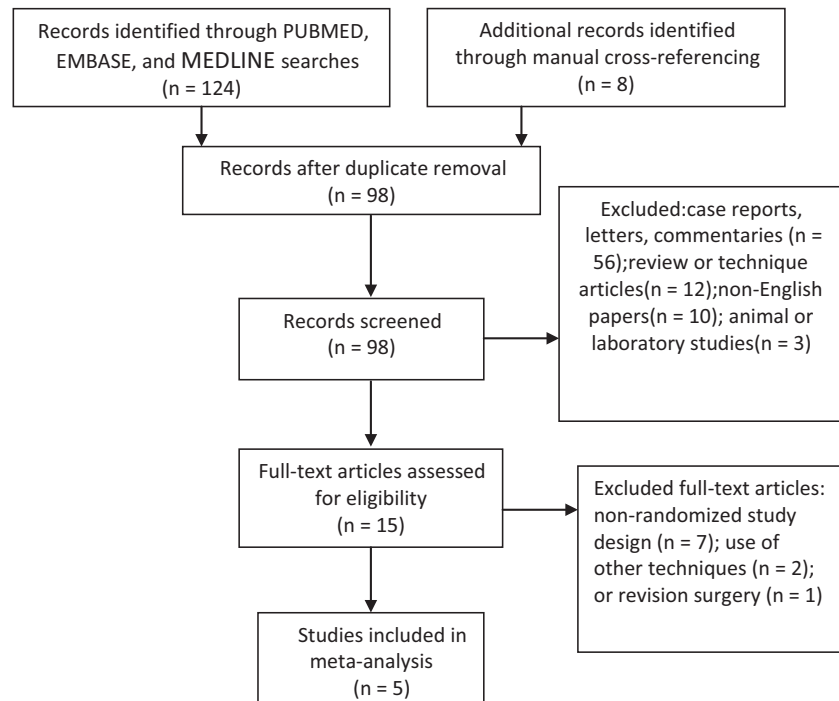 Records identified through PUBMED,
EMBASE, and MEDLINE searches
(n = 124)
Additional records identified
through manual cross-referencing
(n = 8)
Records after duplicate removal
(n = 98)
Excluded:case reports,
letters, commentaries (n =
56);review or technique
articles(n = 12);non-English
papers(n = 10); animal or
laboratory studies(n = 3)
Records screened
(n = 98)
Full-text articles assessed
for eligibility
(n = 15)
Excluded full-text articles:
non-randomized study
design (n = 7); use of
other techniques (n = 2);
or revision surgery (n = 1)
Studies included in
meta-analysis
(n = 5)